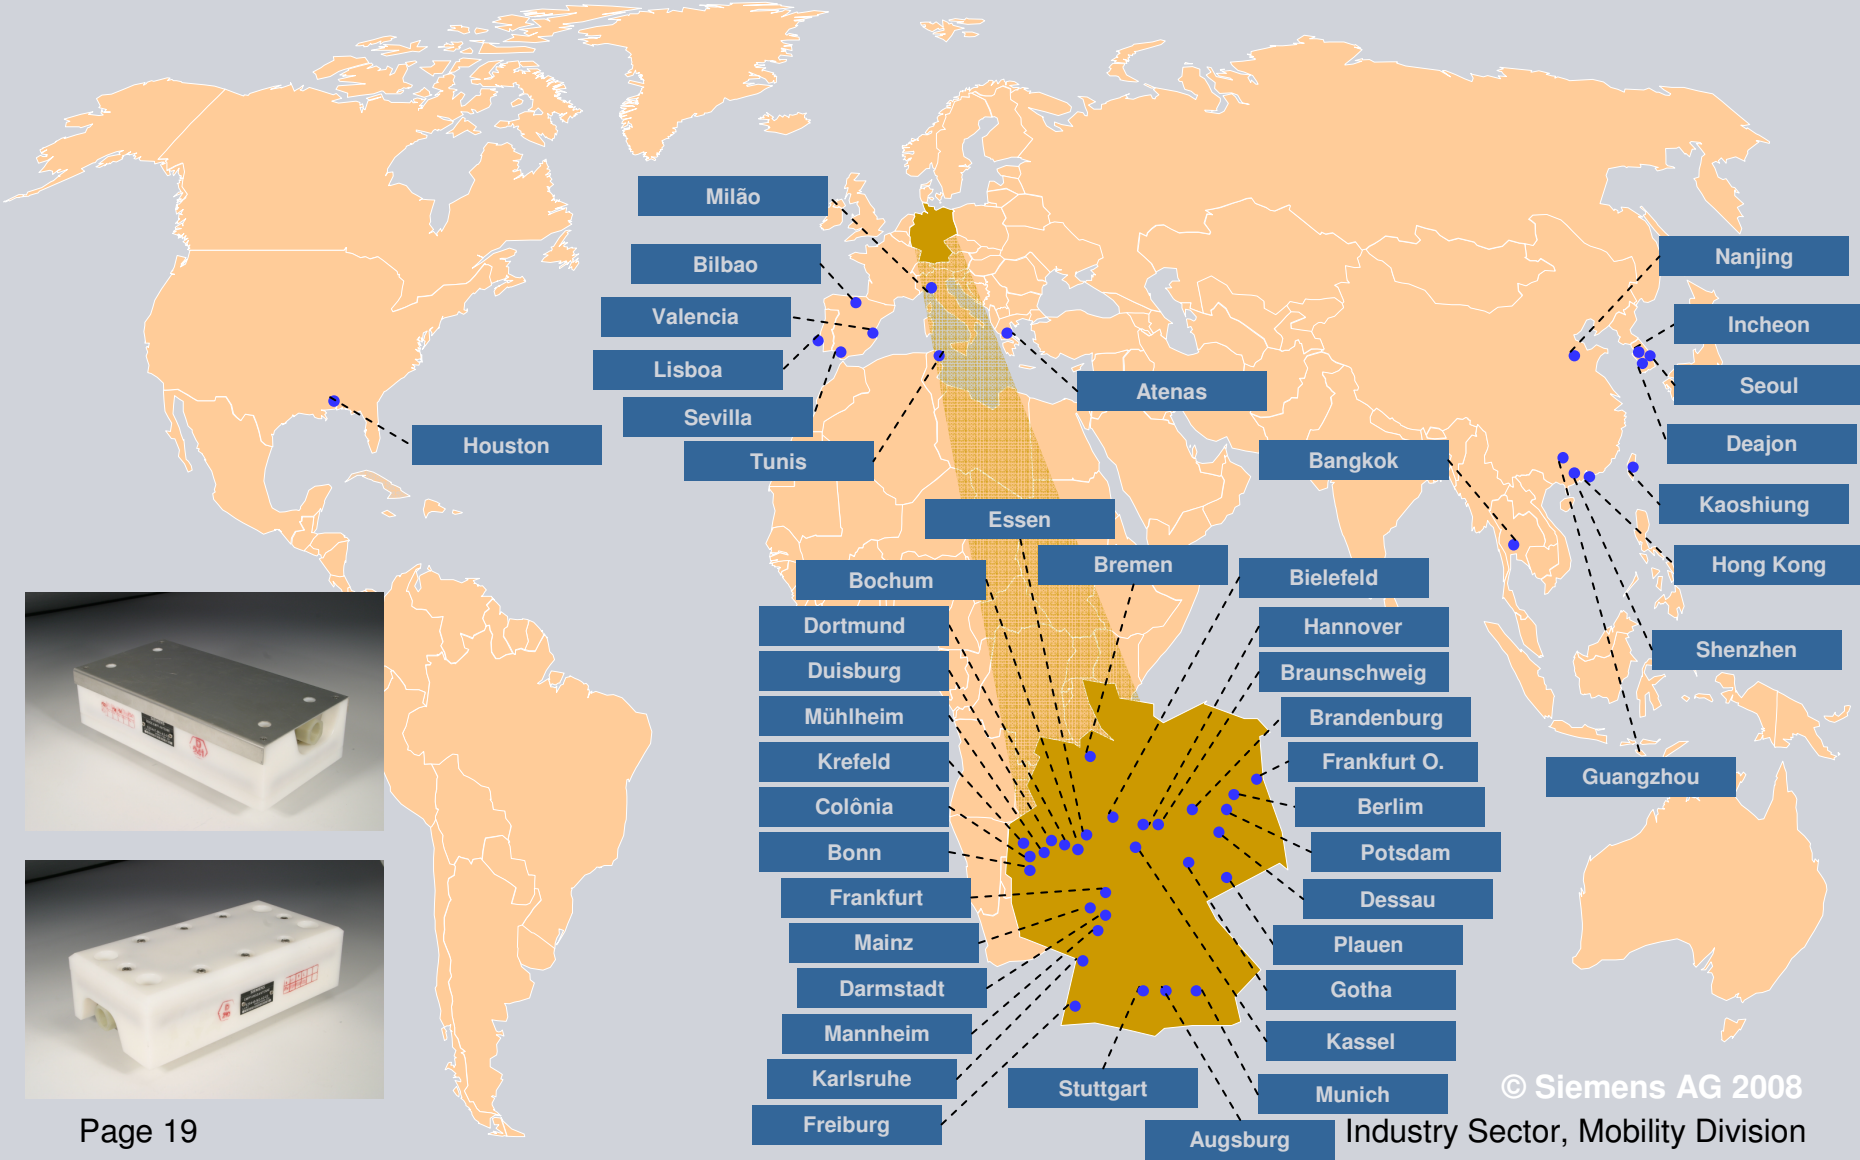 Milão
Bilbao
Valencia
Lisboa
Sevilla
Tunis
Houston
Atenas
Nanjing
Incheon
Seoul
Deajon
Bangkok
Kaoshiung
Hong Kong
Shenzhen
Guangzhou
Essen
Bremen
Bochum
Bielefeld
Dortmund
Hannover
Duisburg
Braunschweig
Mühlheim
Brandenburg
Krefeld
Frankfurt O.
Colônia
Berlim
Bonn
Potsdam
Frankfurt
Dessau
Mainz
Plauen
Darmstadt
Gotha
Mannheim
Kassel
Karlsruhe
Stuttgart
Munich
Freiburg
Augsburg
© Siemens AG 2008
Page 19
Industry Sector, Mobility Division